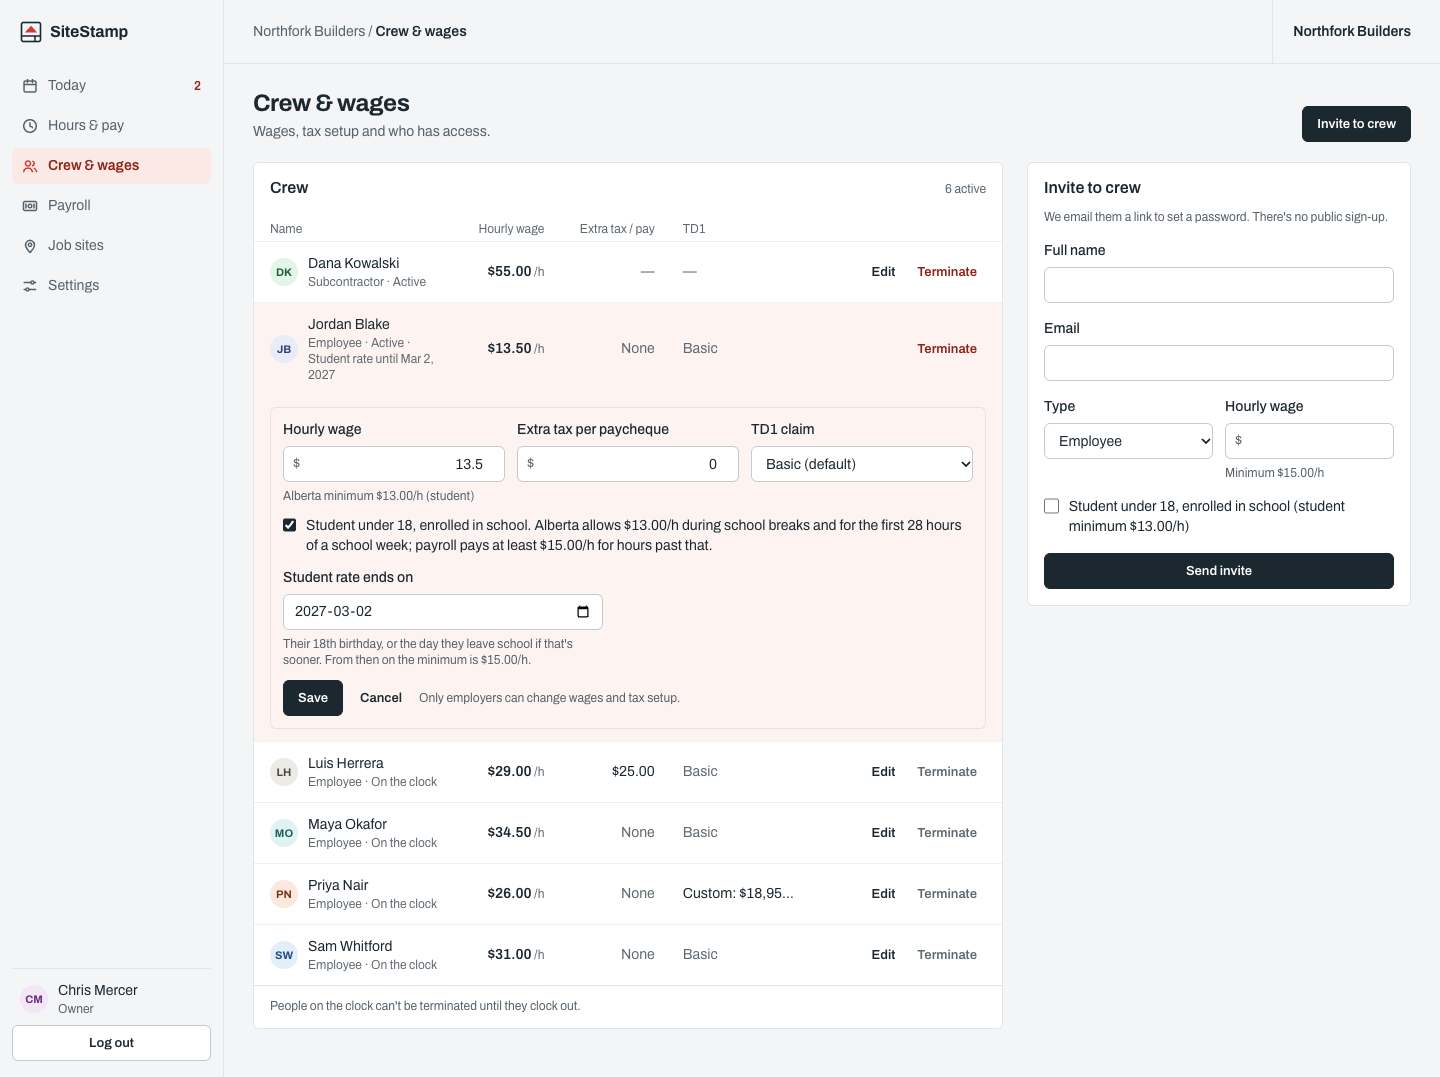 SiteStamp
Northfork Builders / Crew & wages
Northfork Builders
Today 2
Hours & pay
Crew & wages
Payroll
Job sites
Settings
Crew & wages
Wages, tax setup and who has access.
Invite to crew
Crew
6 active
Name Hourly wage Extra tax / pay TD1
DK Dana Kowalski
Subcontractor · Active
$55.00 /h — — Edit Terminate
JB Jordan Blake
Employee · Active ·
Student rate until Mar 2,
2027
$13.50 /h None Basic Terminate
Hourly wage
$ 13.5
Alberta minimum $13.00/h (student)
Extra tax per paycheque
$ 0
TD1 claim
Basic (default)
Student under 18, enrolled in school. Alberta allows $13.00/h during school breaks and for the first 28 hours
of a school week; payroll pays at least $15.00/h for hours past that.
Student rate ends on
2027-03-02
Their 18th birthday, or the day they leave school if that's
sooner. From then on the minimum is $15.00/h.
Save Cancel Only employers can change wages and tax setup.
LH Luis Herrera
Employee · On the clock
$29.00 /h $25.00 Basic Edit Terminate
MO Maya Okafor
Employee · On the clock
$34.50 /h None Basic Edit Terminate
PN Priya Nair
Employee · On the clock
$26.00 /h None Custom: $18,95... Edit Terminate
SW Sam Whitford
Employee · On the clock
$31.00 /h None Basic Edit Terminate
People on the clock can't be terminated until they clock out.
Invite to crew
We email them a link to set a password. There's no public sign-up.
Full name
Email
Type
Employee
Hourly wage
$
Minimum $15.00/h
Student under 18, enrolled in school (student
minimum $13.00/h)
Send invite
CM Chris Mercer
Owner
Log out